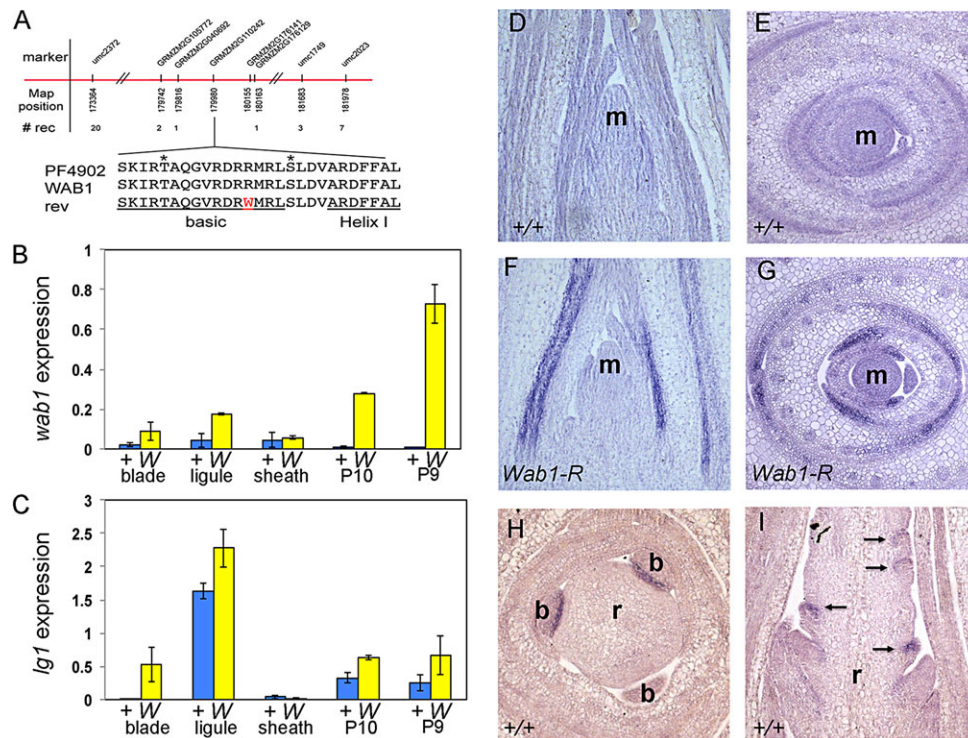 A
marker
umc2372
GRMZM2G105772
GRMZM2G040692
GRMZM2G110242
GRMZM2G176141
GRMZM2G176129
umc1749
umc2023
Map position
173364
179742
179816
179980
180155
180163
181683
181978
# rec
20
2
1
1
3
7
* *
PF4902 SKIRTAQGVRDRRMRLSLDVARDFFAL
WAB1 SKIRTAQGVRDRRMRLSLDVARDFFAL
rev SKIRTAQGVRDRWMRLSLDVARDFFAL
basic Helix I
B
wab1 expression
1
0.8
0.6
0.4
0.2
0
+ W + W + W + W + W
blade ligule sheath P10 P9
C
lg1 expression
3
2.5
2
1.5
1
0.5
0
+ W + W + W + W + W
blade ligule sheath P10 P9
D
m
+/+
E
m
+/+
F
m
Wab1-R
G
m
Wab1-R
H
b
b
r
b
+/+
I
r
+/+